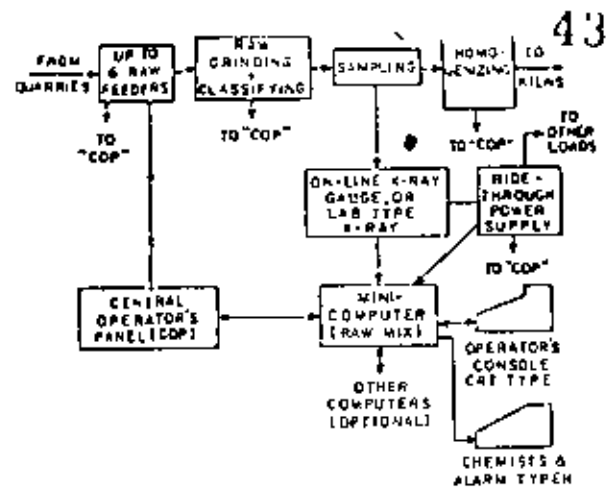 43
FROM
QUARRIES
UP TO
6 RAW
FEEDERS
RAW
GRINDING
+
CLASSIFYING
SAMPLING
HOMO-
GENIZING
TO
KILNS
TO
"COP"
TO "COP"
TO "COP"
TO
OTHER
LOADS
ON-LINE X-RAY
GAUGE, OR
LAB TYPE
X-RAY
RIDE-
THROUGH
POWER
SUPPLY
TO "COP"
CENTRAL
OPERATOR'S
PANEL (COP)
MINI-
COMPUTER
(RAW MIX)
OPERATOR'S
CONSOLE
CRT TYPE
OTHER
COMPUTERS
(OPTIONAL)
CHEMISTS &
ALARM TYPER